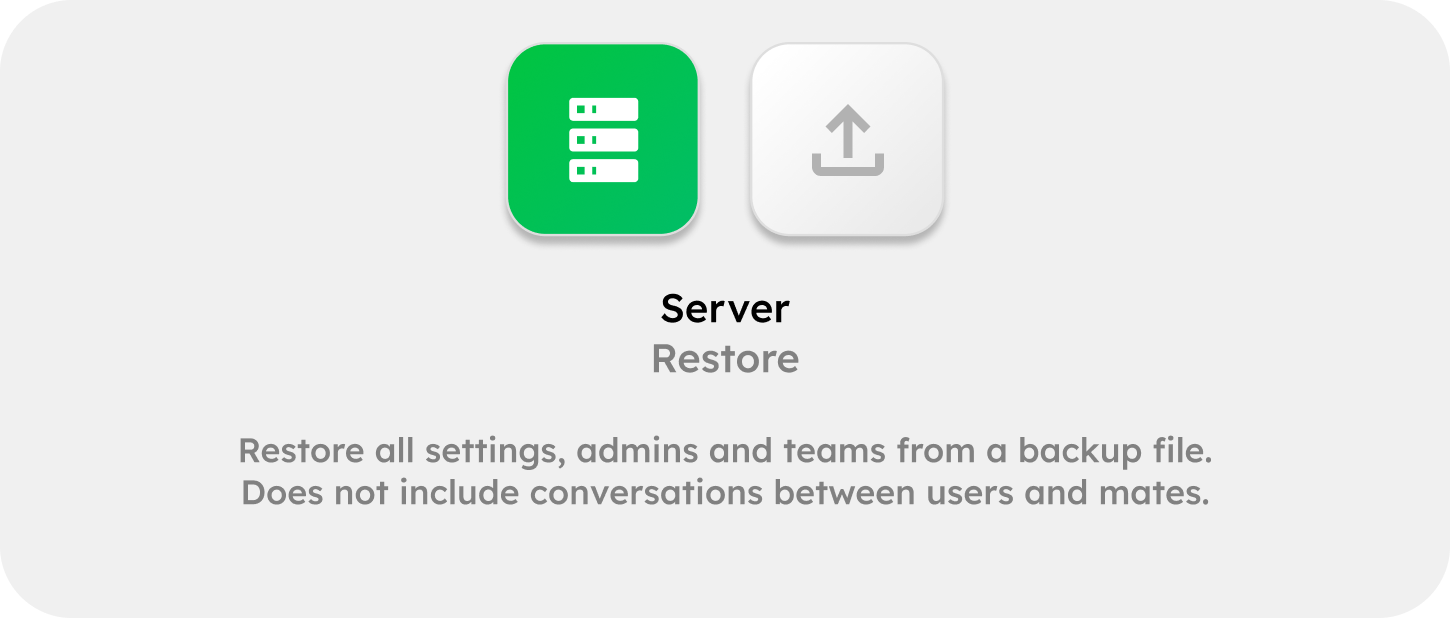 Server
Restore
Restore all settings, admins and teams from a backup file.
Does not include conversations between users and mates.